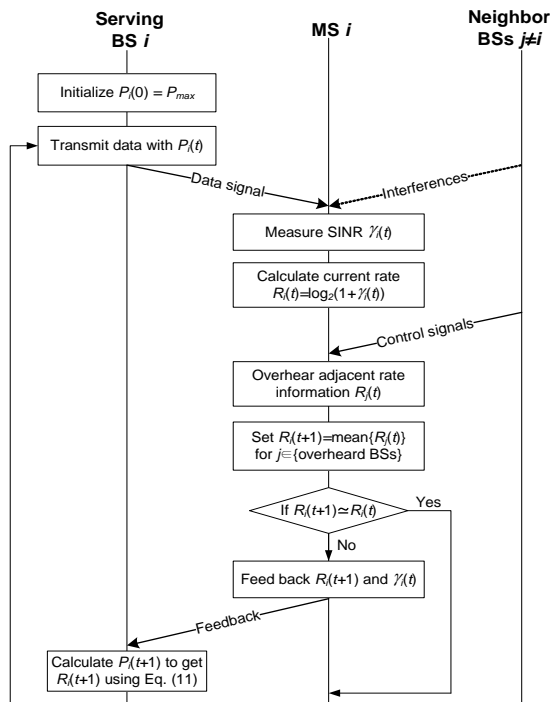 Serving
BS i
MS i
Neighbor
BSs j≠i
Initialize Pi(0) = Pmax
Transmit data with Pi(t)
Data signal
Interferences
Measure SINR γi(t)
Calculate current rate
Ri(t)=log2(1+γi(t))
Control signals
Overhear adjacent rate
information Rj(t)
Set Ri(t+1)=mean{Rj(t)}
for j∈{overheard BSs}
If Ri(t+1)≃Ri(t)
Yes
No
Feed back Ri(t+1) and γi(t)
Feedback
Calculate Pi(t+1) to get
Ri(t+1) using Eq. (11)